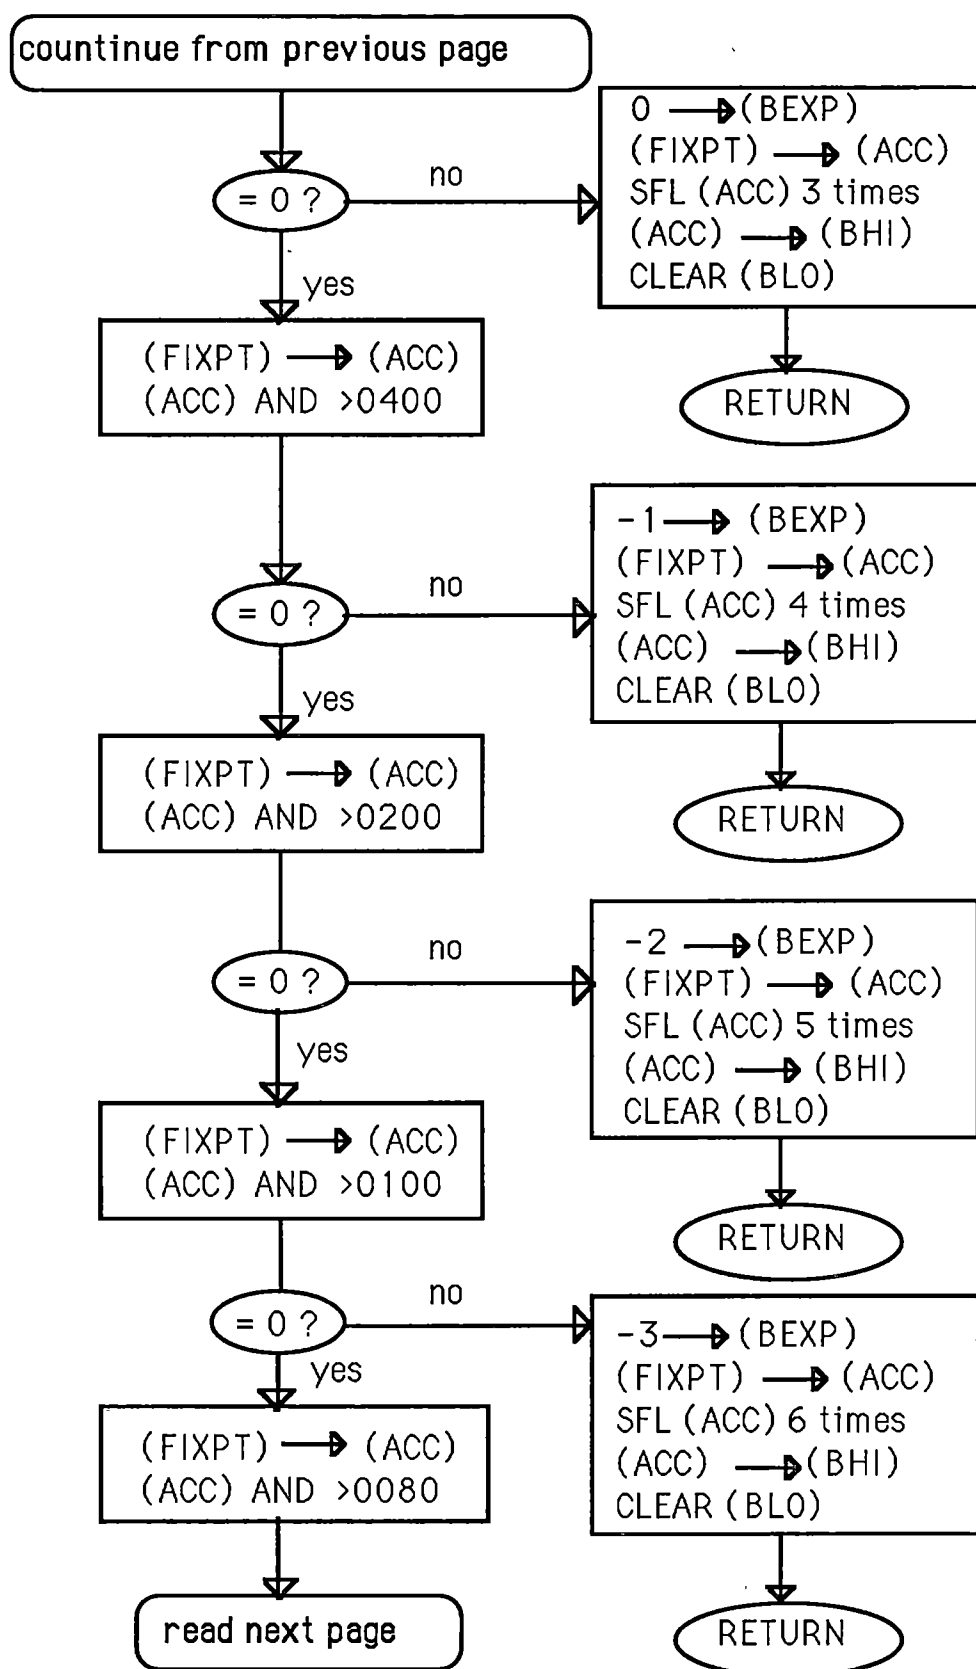 countinue from previous page
= 0 ?
no
0 → (BEXP)
(FIXPT) → (ACC)
SFL (ACC) 3 times
(ACC) → (BHI)
CLEAR (BLO)
RETURN
yes
(FIXPT) → (ACC)
(ACC) AND >0400
= 0 ?
no
-1 → (BEXP)
(FIXPT) → (ACC)
SFL (ACC) 4 times
(ACC) → (BHI)
CLEAR (BLO)
RETURN
yes
(FIXPT) → (ACC)
(ACC) AND >0200
= 0 ?
no
-2 → (BEXP)
(FIXPT) → (ACC)
SFL (ACC) 5 times
(ACC) → (BHI)
CLEAR (BLO)
RETURN
yes
(FIXPT) → (ACC)
(ACC) AND >0100
= 0 ?
no
-3 → (BEXP)
(FIXPT) → (ACC)
SFL (ACC) 6 times
(ACC) → (BHI)
CLEAR (BLO)
RETURN
yes
(FIXPT) → (ACC)
(ACC) AND >0080
read next page